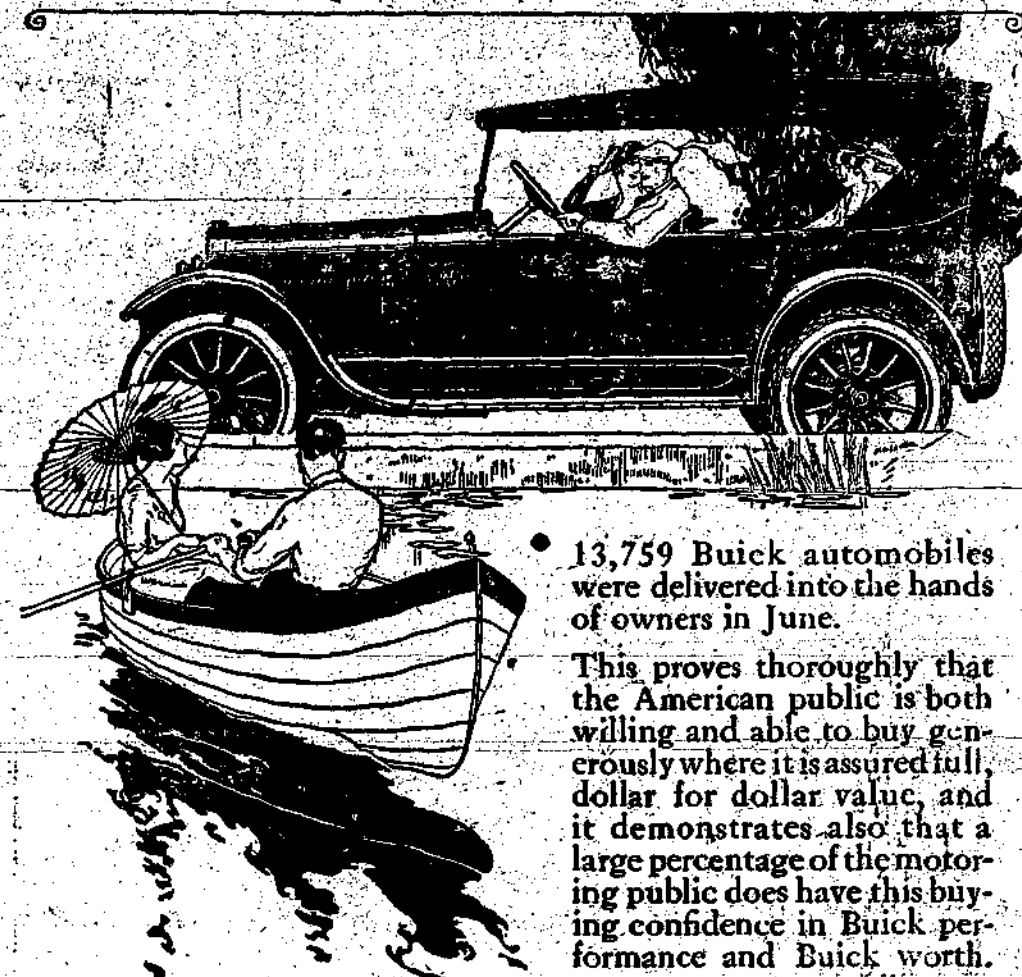 13,759 Buick automobiles
were delivered into the hands
of owners in June.
This proves thoroughly that
the American public is both
willing and able to buy gen-
erously where it is assured full,
dollar for dollar value, and
it demonstrates also that a
large percentage of the motor-
ing public does have this buy-
ing confidence in Buick per-
formance and Buick worth.